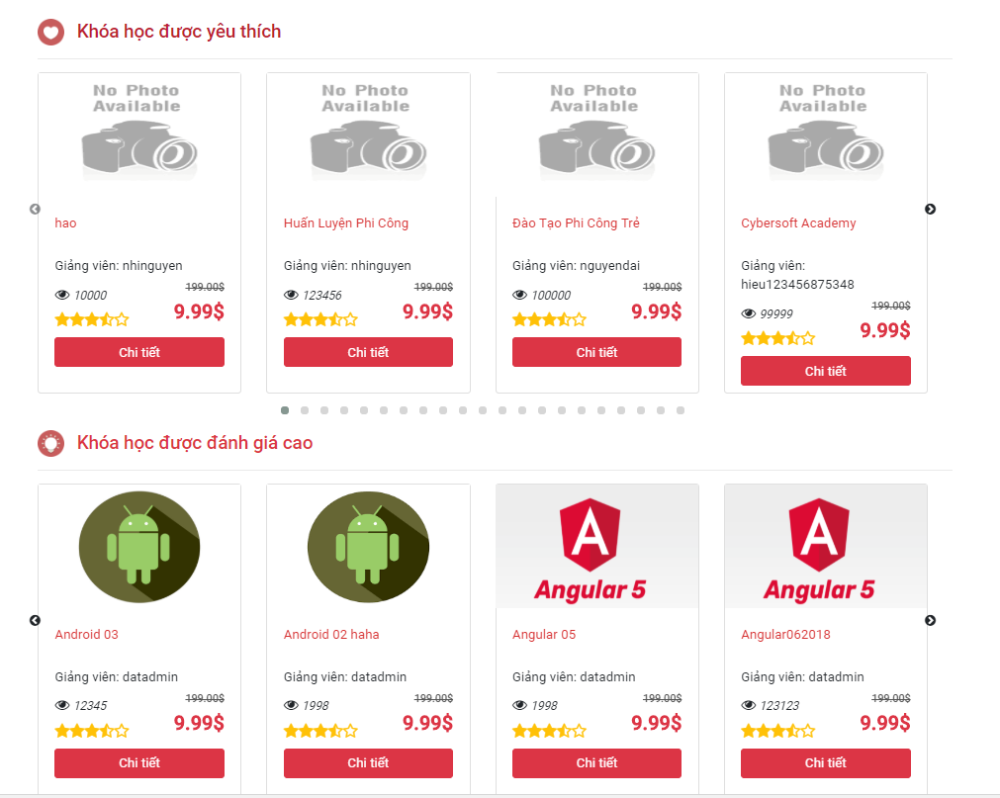 Khóa học được yêu thích
No Photo
Available
hao
Giảng viên: nhinguyen
10000
199.00$
9.99$
Chi tiết
No Photo
Available
Huấn Luyện Phi Công
Giảng viên: nhinguyen
123456
199.00$
9.99$
Chi tiết
No Photo
Available
Đào Tạo Phi Công Trẻ
Giảng viên: nguyendai
100000
199.00$
9.99$
Chi tiết
No Photo
Available
Cybersoft Academy
Giảng viên:
hieu123456875348
99999
199.00$
9.99$
Chi tiết
Khóa học được đánh giá cao
Android 03
Giảng viên: datadmin
12345
199.00$
9.99$
Chi tiết
Android 02 haha
Giảng viên: datadmin
1998
199.00$
9.99$
Chi tiết
A
Angular 5
Angular 05
Giảng viên: datadmin
1998
199.00$
9.99$
Chi tiết
A
Angular 5
Angular062018
Giảng viên: datadmin
123123
199.00$
9.99$
Chi tiết